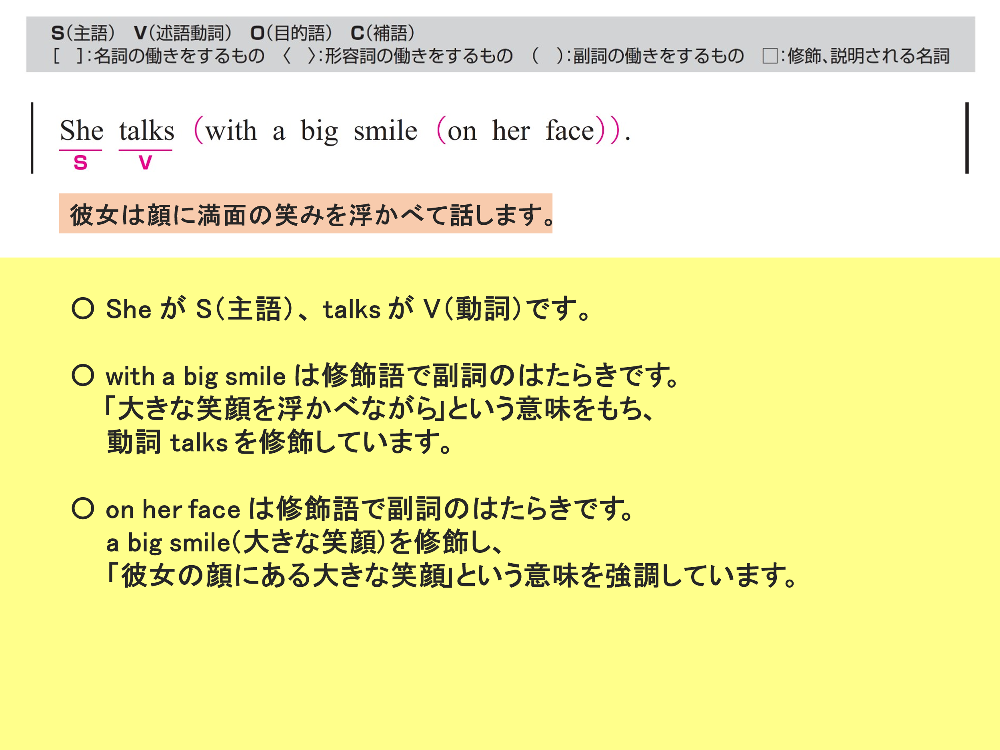 S（主語） V（述語動詞） O（目的語） C（補語）
[ ]：名詞の働きをするもの 〈 〉：形容詞の働きをするもの （ ）：副詞の働きをするもの □：修飾、説明される名詞
She talks (with a big smile (on her face)).
S V
彼女は顔に満面の笑みを浮かべて話します。
○ She が S（主語）、talks が V（動詞）です。
○ with a big smile は修飾語で副詞のはたらきです。
「大きな笑顔を浮かべながら」という意味をもち、
動詞 talks を修飾しています。
○ on her face は修飾語で副詞のはたらきです。
a big smile（大きな笑顔）を修飾し、
「彼女の顔にある大きな笑顔」という意味を強調しています。